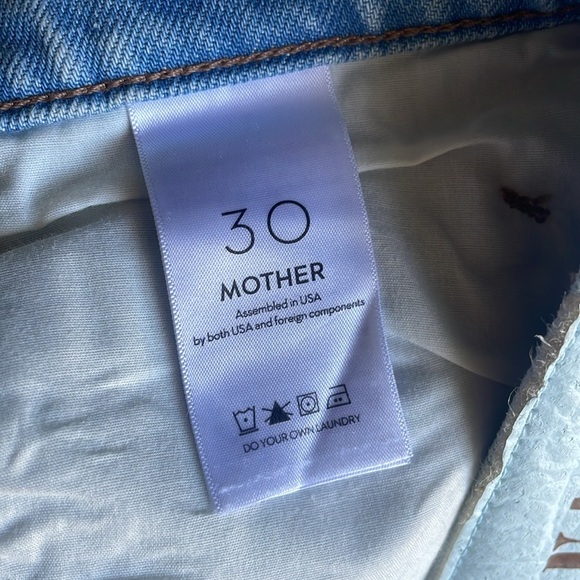 30
MOTHER
Assembled in USA
by both USA and foreign components
DO YOUR OWN LAUNDRY